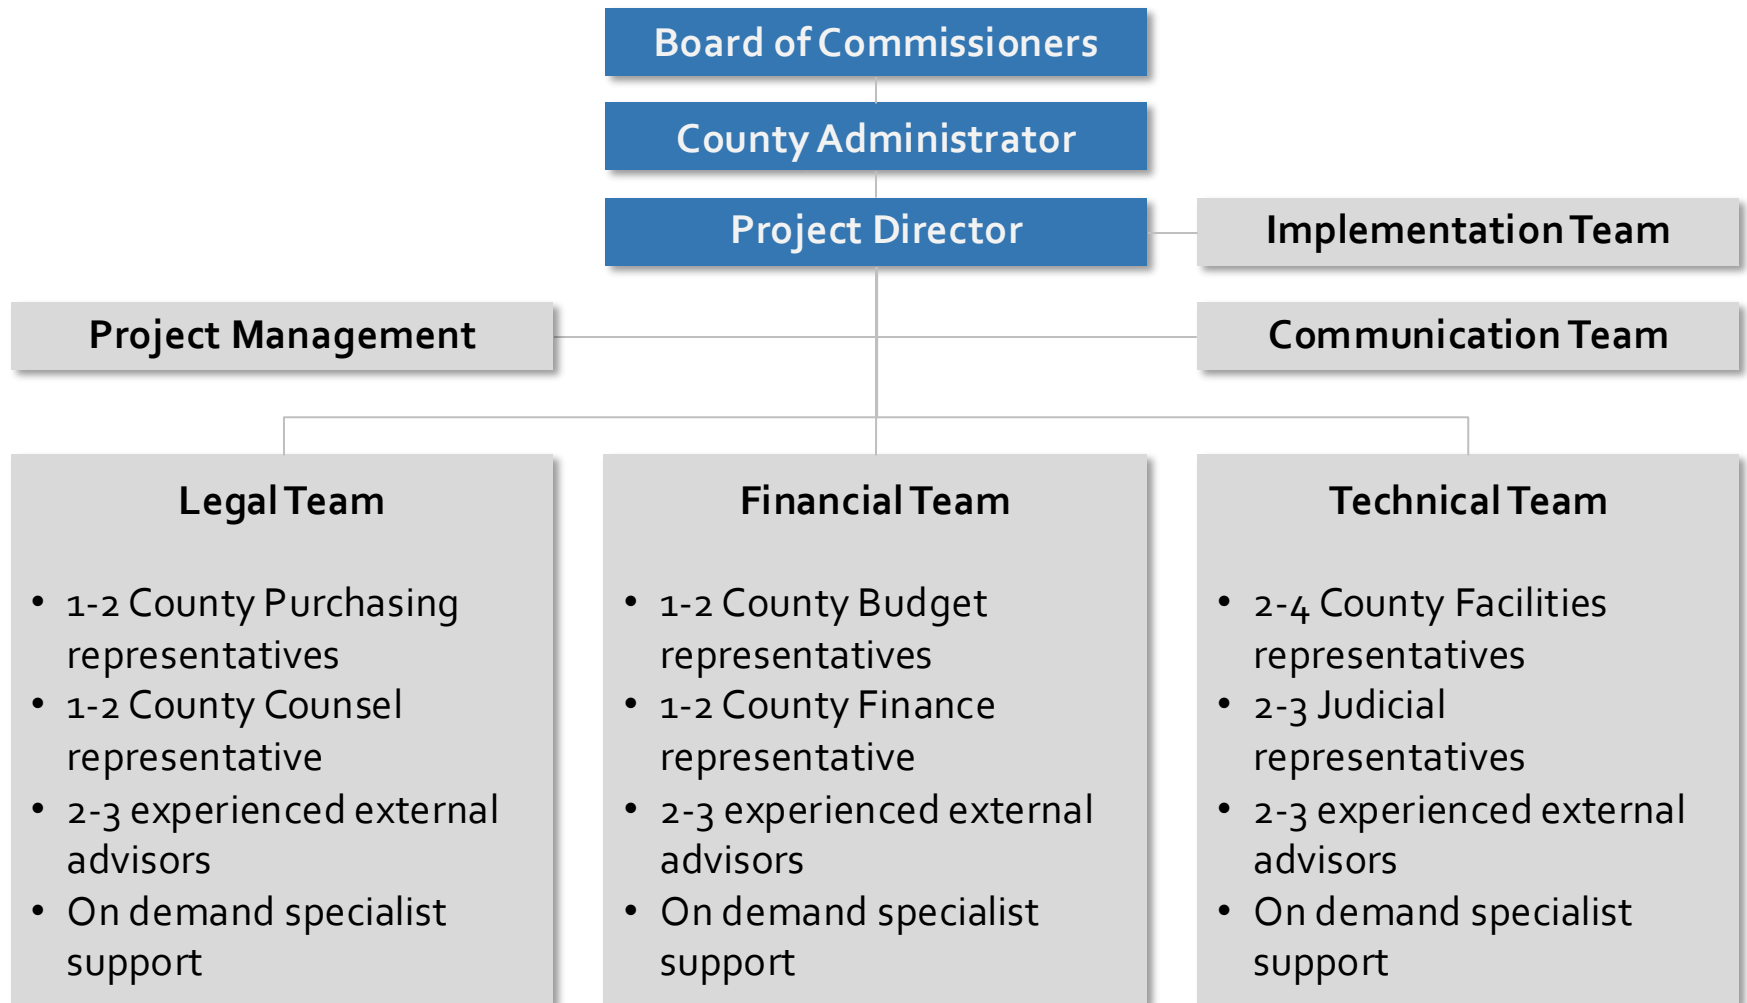 Board of Commissioners
County Administrator
Project Director
Implementation Team
Project Management
Communication Team
Legal Team
• 1-2 County Purchasing
representatives
• 1-2 County Counsel
representative
• 2-3 experienced external
advisors
• On demand specialist
support
Financial Team
• 1-2 County Budget
representatives
• 1-2 County Finance
representative
• 2-3 experienced external
advisors
• On demand specialist
support
Technical Team
• 2-4 County Facilities
representatives
• 2-3 Judicial
representatives
• 2-3 experienced external
advisors
• On demand specialist
support